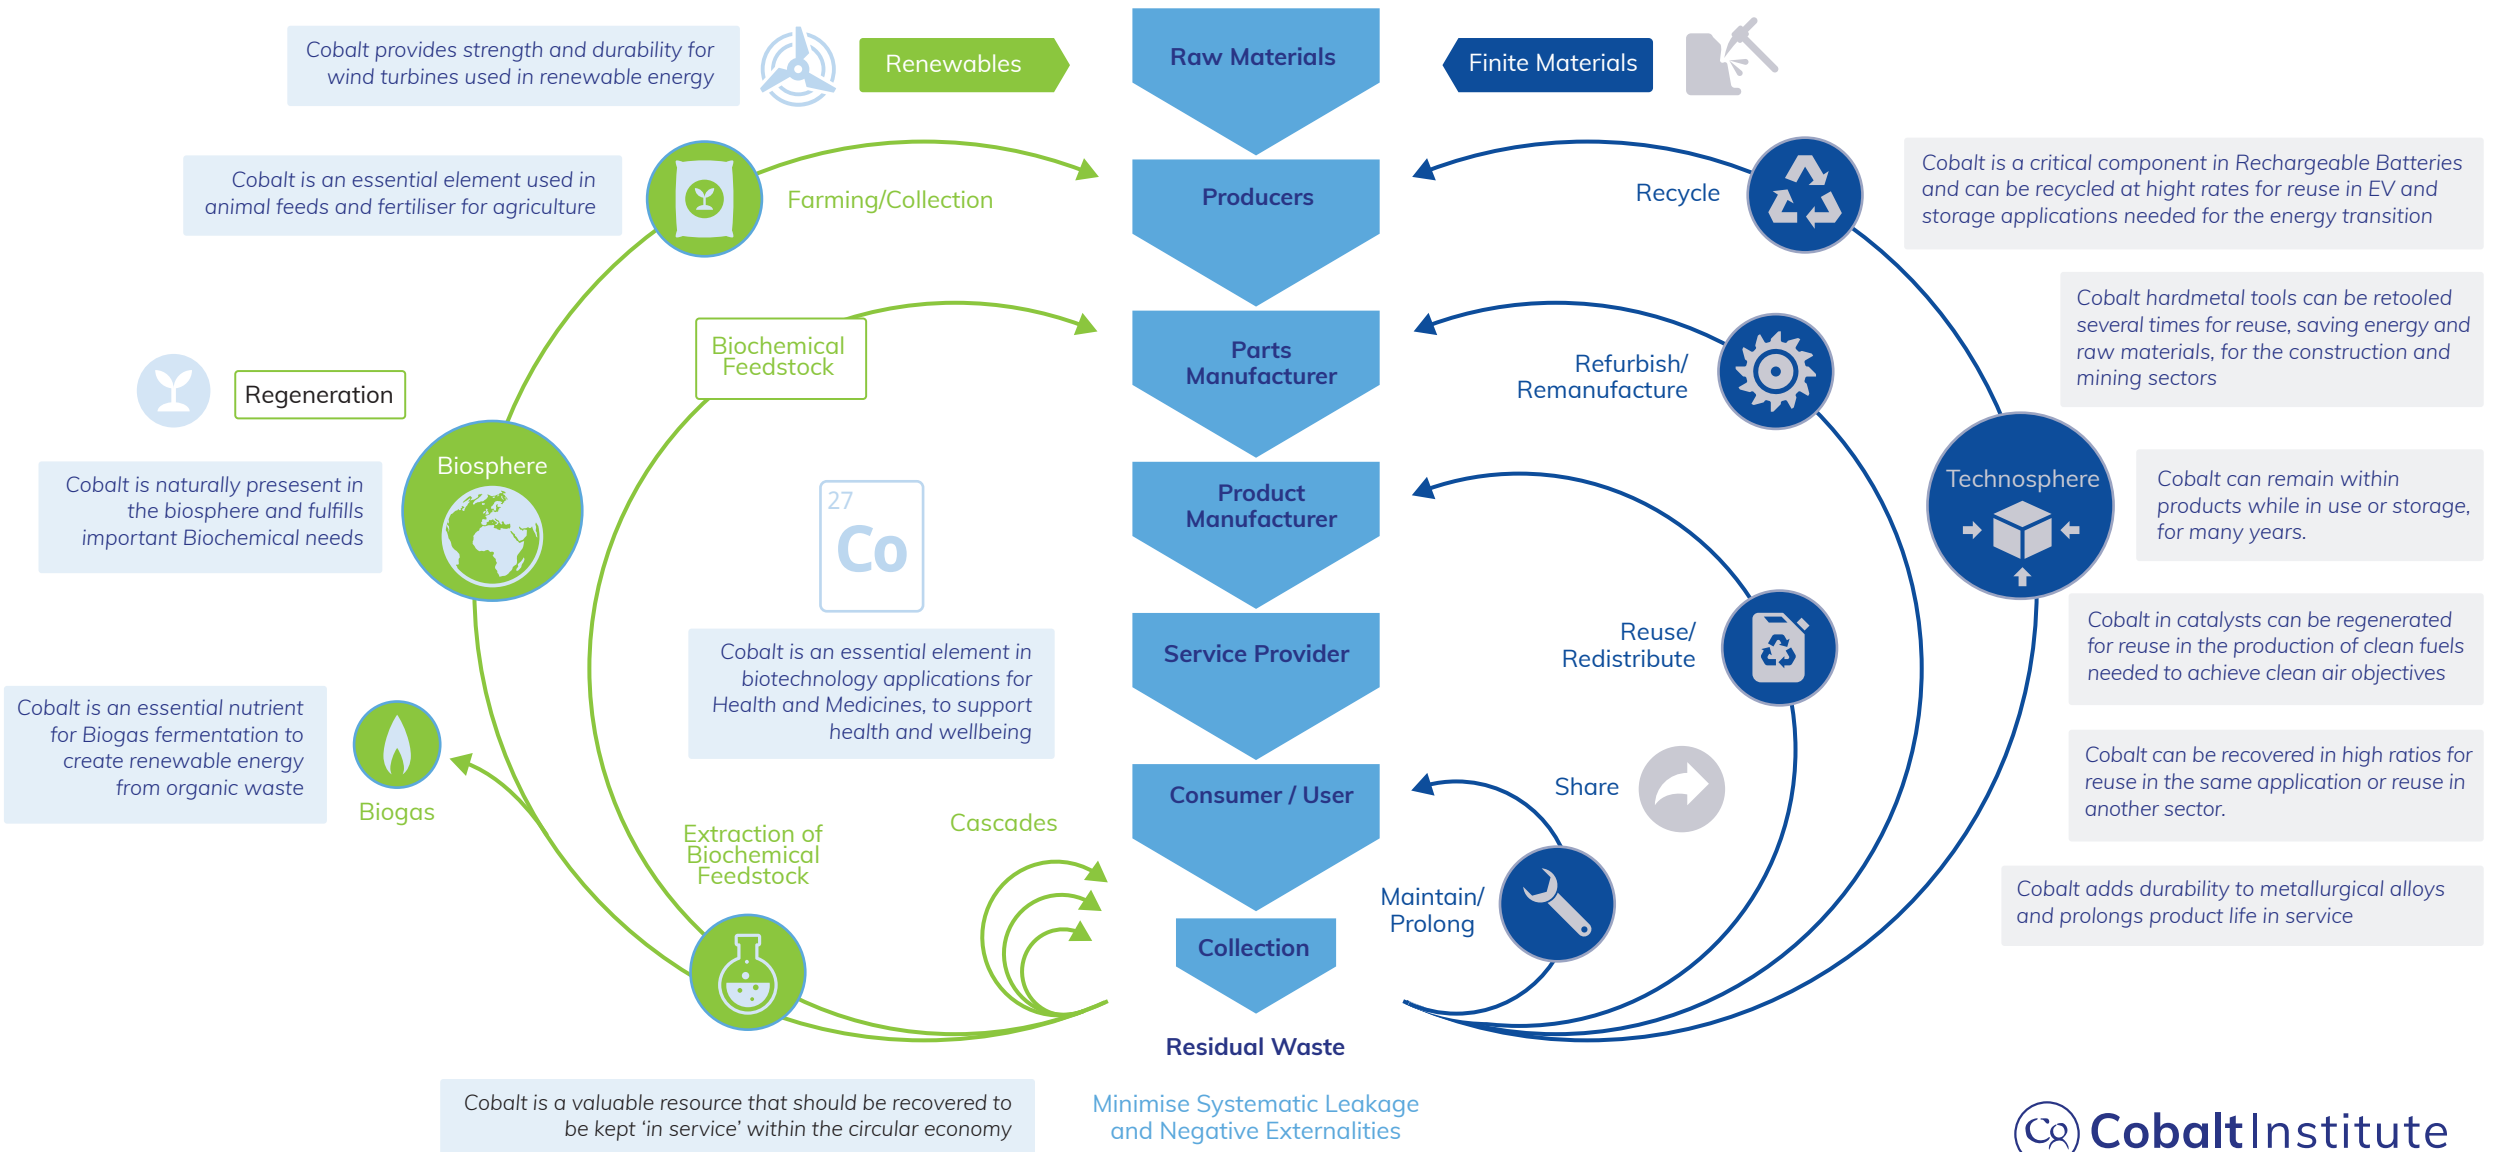 Cobalt provides strength and durability for
wind turbines used in renewable energy
Renewables
Raw Materials
Finite Materials
Cobalt is an essential element used in
animal feeds and fertiliser for agriculture
Farming/Collection
Producers
Recycle
Cobalt is a critical component in Rechargeable Batteries
and can be recycled at hight rates for reuse in EV and
storage applications needed for the energy transition
Biochemical
Feedstock
Parts
Manufacturer
Refurbish/
Remanufacture
Cobalt hardmetal tools can be retooled
several times for reuse, saving energy and
raw materials, for the construction and
mining sectors
Regeneration
Biosphere
Cobalt is naturally presesent in
the biosphere and fulfills
important Biochemical needs
27
Co
Product
Manufacturer
Technosphere
Cobalt can remain within
products while in use or storage,
for many years.
Cobalt is an essential element in
biotechnology applications for
Health and Medicines, to support
health and wellbeing
Service Provider
Reuse/
Redistribute
Cobalt in catalysts can be regenerated
for reuse in the production of clean fuels
needed to achieve clean air objectives
Cobalt is an essential nutrient
for Biogas fermentation to
create renewable energy
from organic waste
Biogas
Extraction of
Biochemical
Feedstock
Cascades
Consumer / User
Share
Cobalt can be recovered in high ratios for
reuse in the same application or reuse in
another sector.
Maintain/
Prolong
Cobalt adds durability to metallurgical alloys
and prolongs product life in service
Collection
Residual Waste
Cobalt is a valuable resource that should be recovered to
be kept ‘in service’ within the circular economy
Minimise Systematic Leakage
and Negative Externalities
CobaltInstitute